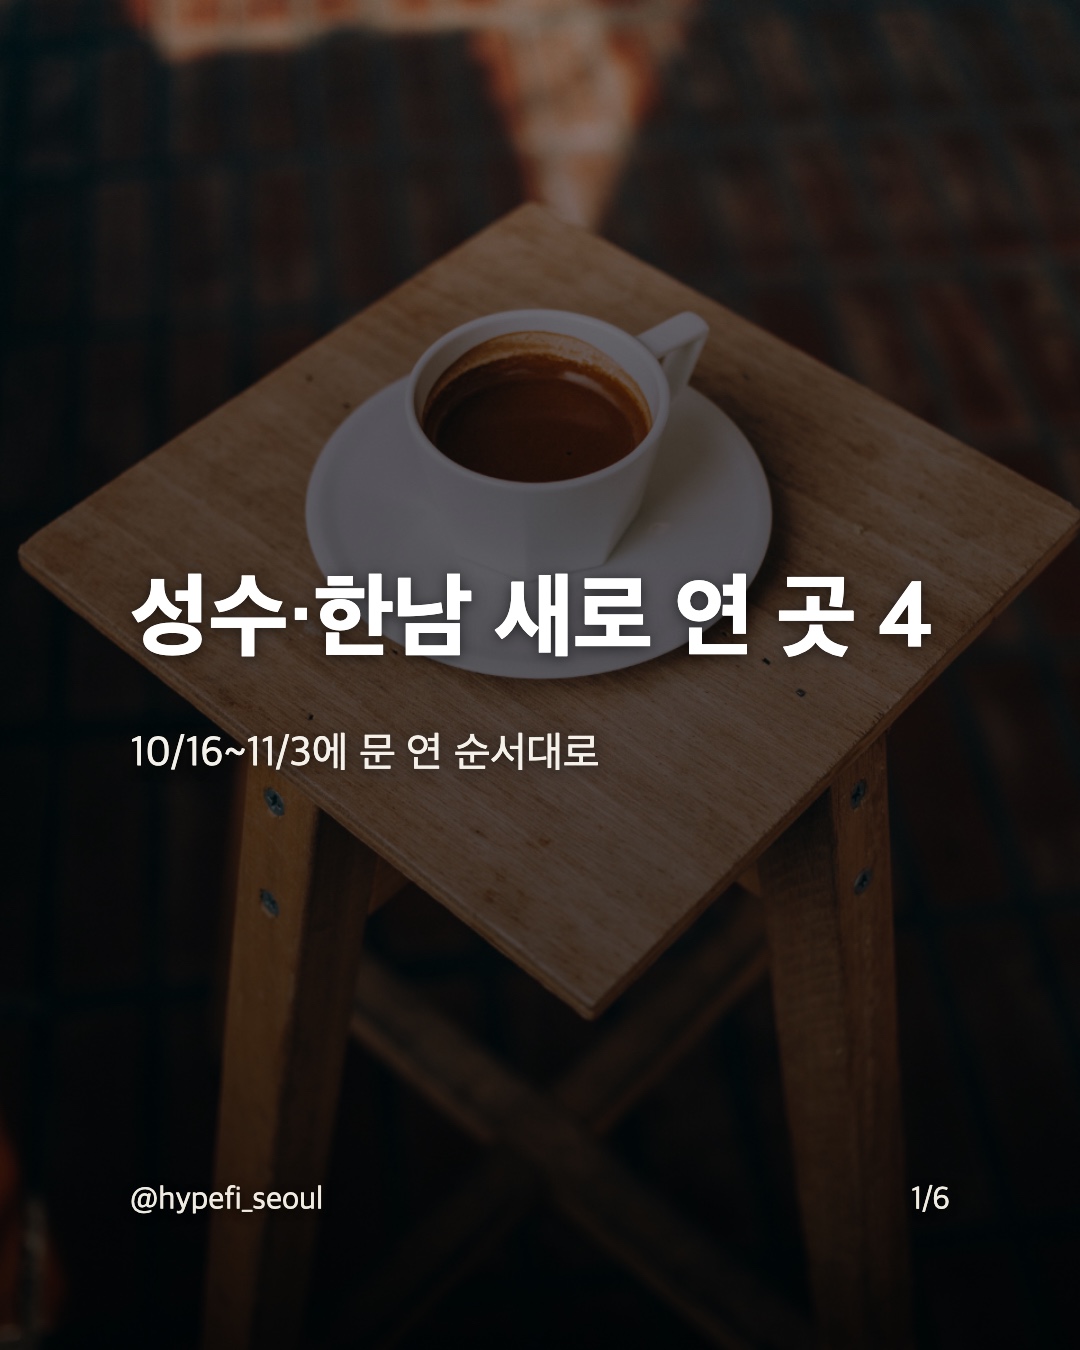 성수·한남 새로 연 곳 4
10/16~11/3에 문 연 순서대로
@hypefi_seoul
1/6